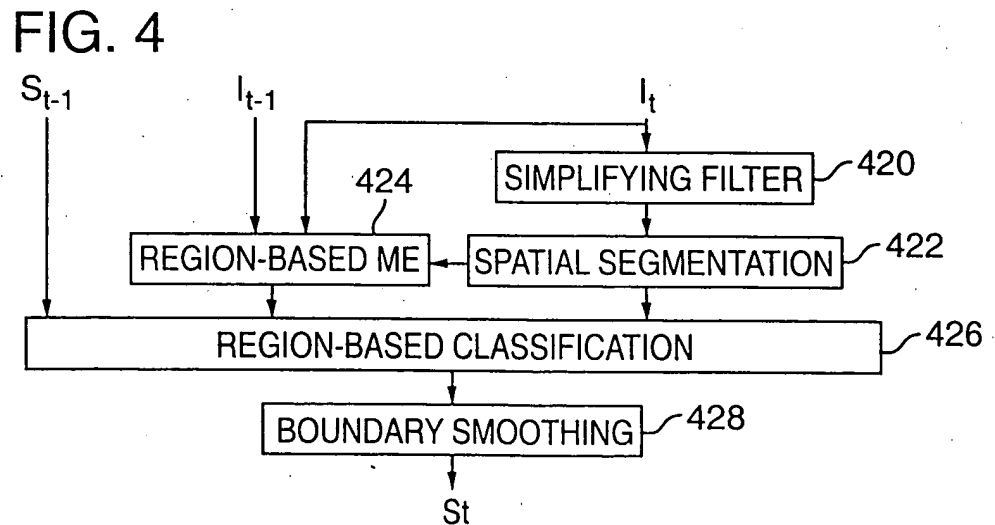 FIG. 4
S_{t-1} I_{t-1} I_t
SIMPLIFYING FILTER 420
424
REGION-BASED ME SPATIAL SEGMENTATION 422
REGION-BASED CLASSIFICATION 426
BOUNDARY SMOOTHING 428
St